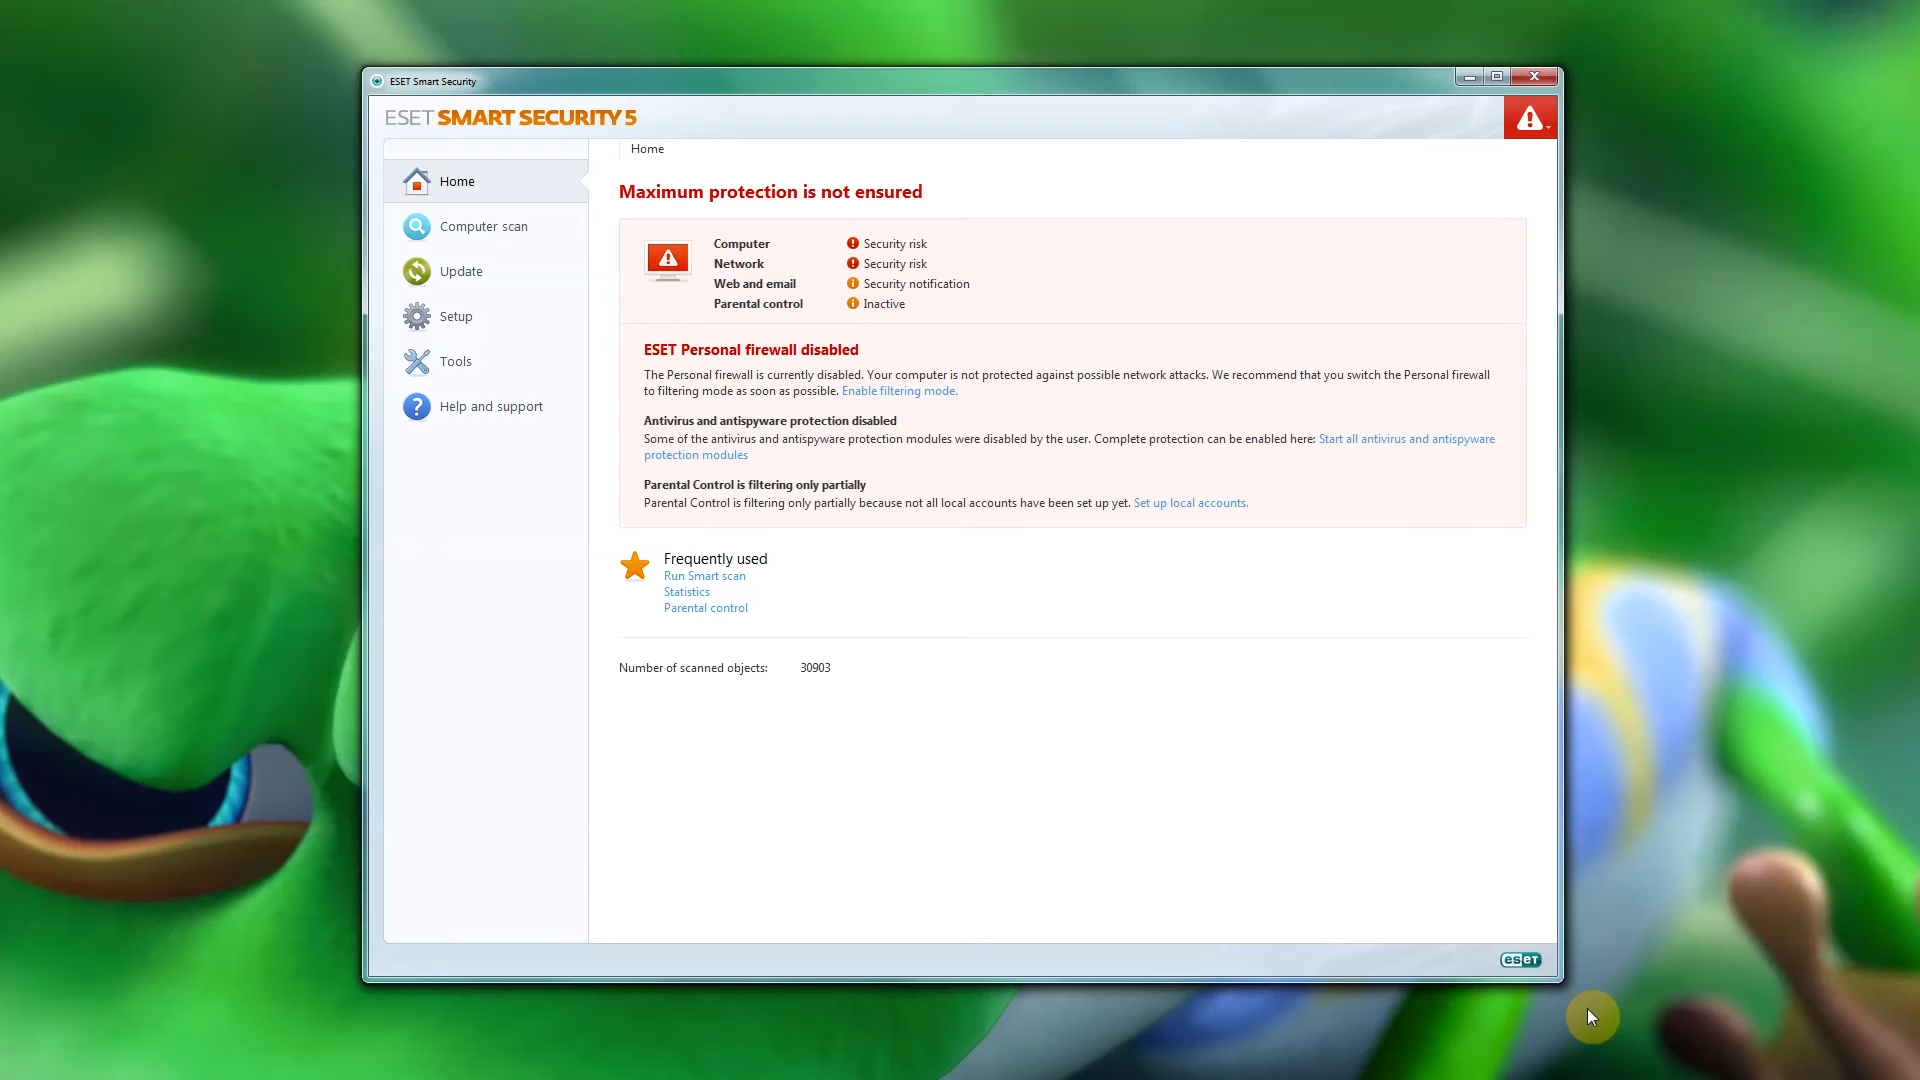 ESET Smart Security
ESET SMART SECURITY 5
Home
Computer scan
Update
Setup
Tools
Help and support
Home
Maximum protection is not ensured
Computer Security risk
Network Security risk
Web and email Security notification
Parental control Inactive
ESET Personal firewall disabled
The Personal firewall is currently disabled. Your computer is not protected against possible network attacks. We recommend that you switch the Personal firewall
to filtering mode as soon as possible. Enable filtering mode.
Antivirus and antispyware protection disabled
Some of the antivirus and antispyware protection modules were disabled by the user. Complete protection can be enabled here: Start all antivirus and antispyware
protection modules
Parental Control is filtering only partially
Parental Control is filtering only partially because not all local accounts have been set up yet. Set up local accounts.
Frequently used
Run Smart scan
Statistics
Parental control
Number of scanned objects: 30903
eseT